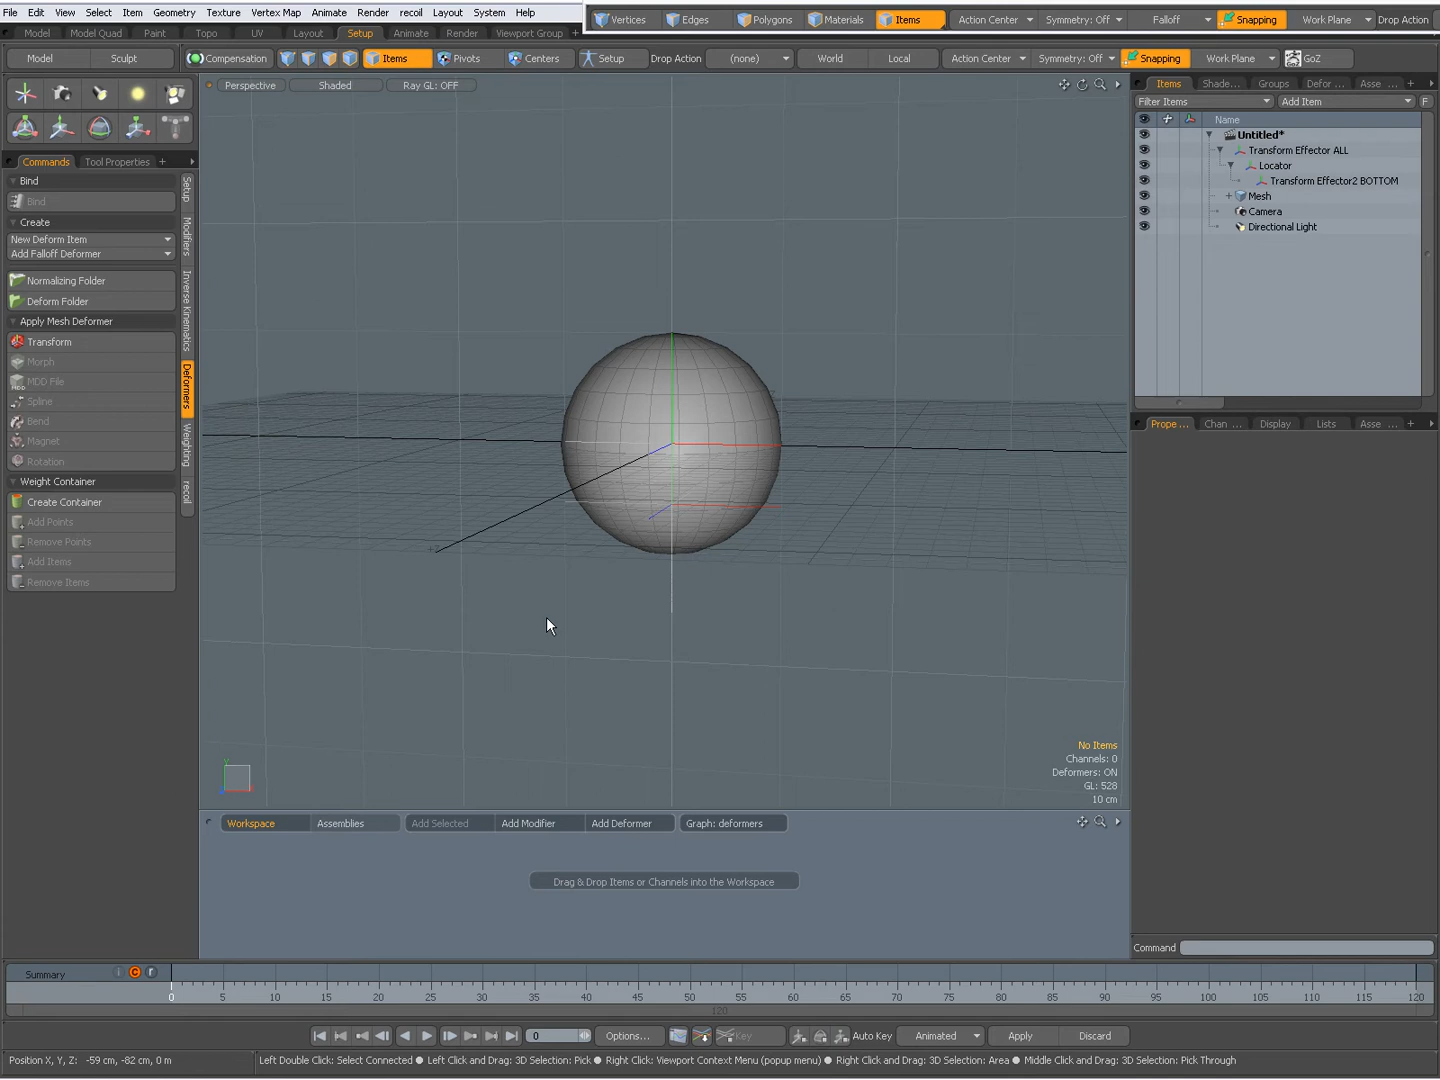 File Edit View Select Item Geometry Texture Vertex Map Animate Render recoil Layout System Help
Vertices Edges Polygons Materials Items Action Center Symmetry: Off Falloff Snapping Work Plane Drop Action
Model Model Quad Paint Topo UV Layout Setup Animate Render Viewport Group +
Model Sculpt Compensation Items Pivots Centers Setup Drop Action (none) World Local Action Center Symmetry: Off Snapping Work Plane GoZ
Perspective Shaded Ray GL: OFF
Items Shade... Groups Defor ... Asse ... +
Filter Items Add Item F
Name
Untitled*
Transform Effector ALL
Locator
Transform Effector2 BOTTOM
Mesh
Camera
Directional Light
Commands Tool Properties +
Bind
Bind
Create
New Deform Item
Add Falloff Deformer
Normalizing Folder
Deform Folder
Apply Mesh Deformer
Transform
Morph
MDD File
Spline
Bend
Magnet
Rotation
Weight Container
Create Container
Add Points
Remove Points
Add Items
Remove Items
Setup
Modifiers
Inverse Kinematics
Deformers
Weighting
recoil
Prope ... Chan ... Display Lists Asse ... +
No Items
Channels: 0
Deformers: ON
GL: 528
10 cm
Workspace Assemblies Add Selected Add Modifier Add Deformer Graph: deformers
Drag & Drop Items or Channels into the Workspace
Command
Summary
0 5 10 15 20 25 30 35 40 45 50 55 60 65 70 75 80 85 90 95 100 105 110 115 120
120
0 Options... Key Auto Key Animated Apply Discard
Position X, Y, Z: -59 cm, -82 cm, 0 m Left Double Click: Select Connected ● Left Click and Drag: 3D Selection: Pick ● Right Click: Viewport Context Menu (popup menu) ● Right Click and Drag: 3D Selection: Area ● Middle Click and Drag: 3D Selection: Pick Through